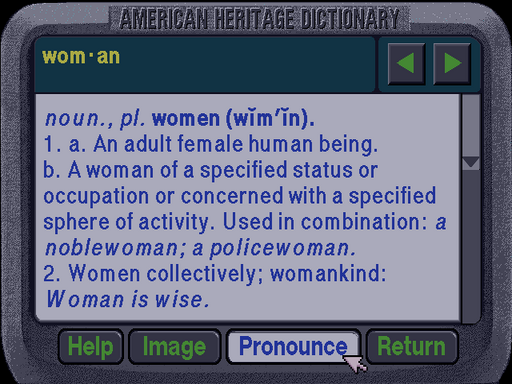 AMERICAN HERITAGE DICTIONARY
wom·an
noun., pl. women (wĭm′ĭn).
1. a. An adult female human being.
b. A woman of a specified status or
occupation or concerned with a specified
sphere of activity. Used in combination: a
noblewoman; a policewoman.
2. Women collectively; womankind:
Woman is wise.
Help Image Pronounce Return